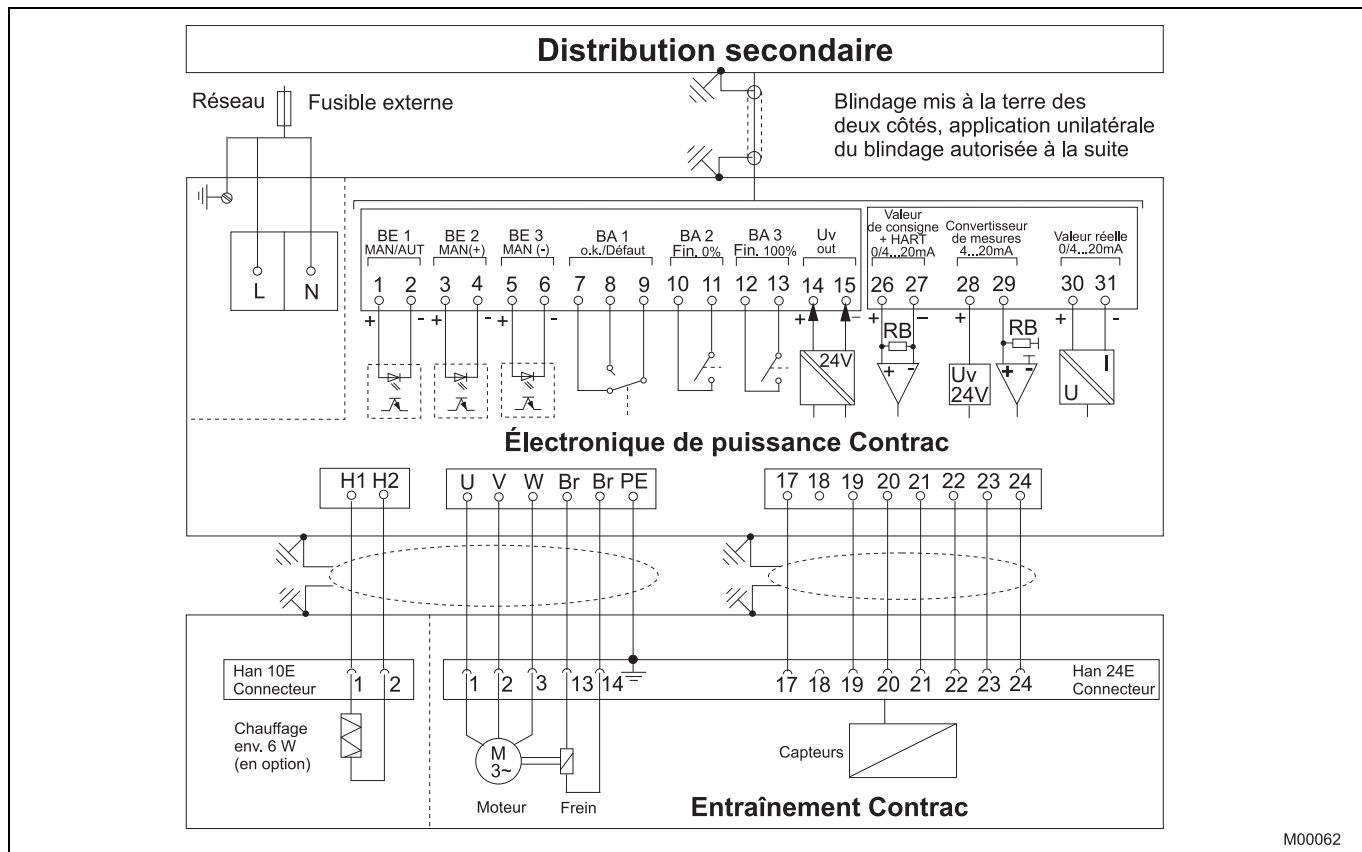 Distribution secondaire
Réseau
Fusible externe
Blindage mis à la terre des
deux côtés, application unilatérale
du blindage autorisée à la suite
L N
BE 1
MAN/AUT
BE 2
MAN(+)
BE 3
MAN (-)
BA 1
o.k./Défaut
BA 2
Fin. 0%
BA 3
Fin. 100%
Uv
out
Valeur
de consigne
+ HART
0/4...20mA
Convertisseur
de mesures
4...20mA
Valeur réelle
0/4...20mA
1 2 3 4 5 6 7 8 9 10 11 12 13 14 15 26 27 28 29 30 31
+ - + - + - + - + - + + -
RB
RB
24V
+ -
Uv
24V
+ -
I
U
Électronique de puissance Contrac
H1 H2
U V W Br Br PE
17 18 19 20 21 22 23 24
Han 10E
Connecteur
1 2
1 2 3 13 14
17 18 19 20 21 22 23 24
Han 24E
Connecteur
Chauffage
env. 6 W
(en option)
M
3~
Moteur
Frein
Capteurs
Entraînement Contrac
M00062